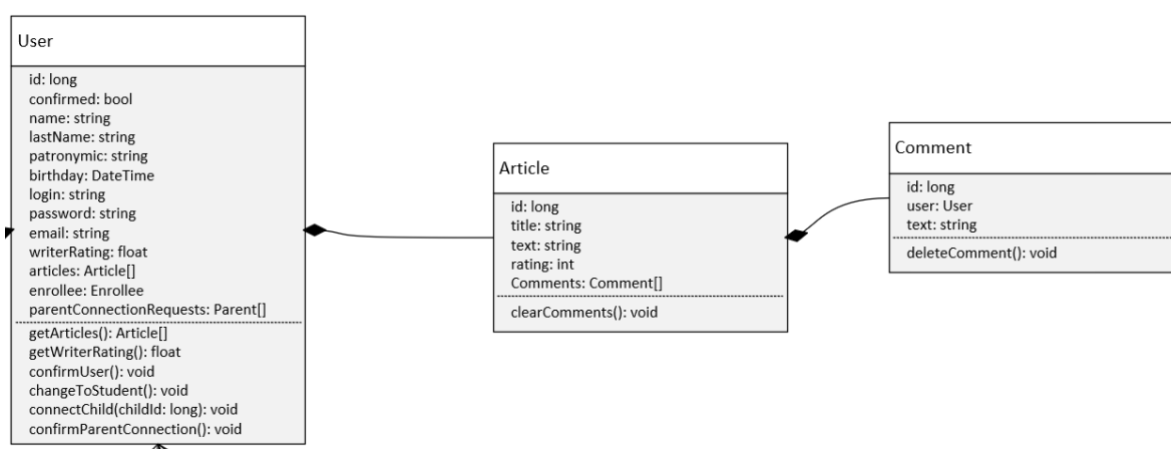 User
id: long
confirmed: bool
name: string
lastName: string
patronymic: string
birthday: DateTime
login: string
password: string
email: string
writerRating: float
articles: Article[]
enrollee: Enrollee
parentConnectionRequests: Parent[]
getArticles(): Article[]
getWriterRating(): float
confirmUser(): void
changeToStudent(): void
connectChild(childId: long): void
confirmParentConnection(): void
Article
id: long
title: string
text: string
rating: int
Comments: Comment[]
clearComments(): void
Comment
id: long
user: User
text: string
deleteComment(): void